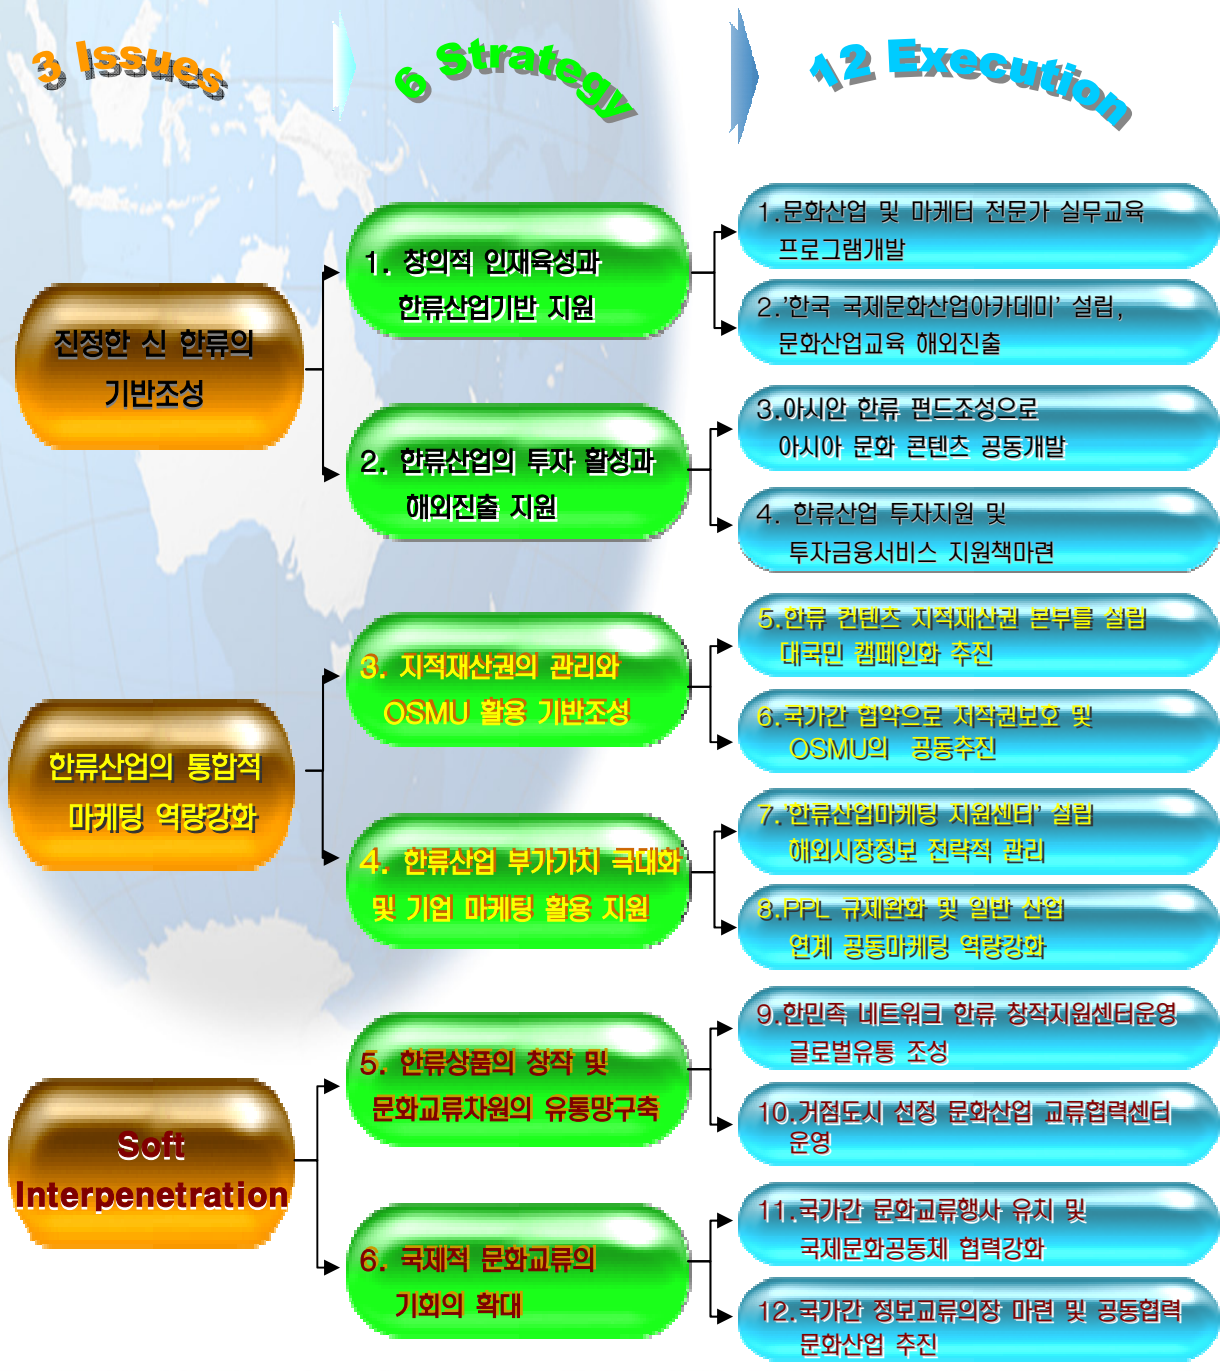 3 Issues
6 Strategy
12 Execution
진정한 신 한류의
기반조성
1. 창의적 인재육성과
한류산업기반 지원
1.문화산업 및 마케터 전문가 실무교육
프로그램개발
2.'한국 국제문화산업아카데미' 설립,
문화산업교육 해외진출
2. 한류산업의 투자 활성과
해외진출 지원
3.아시안 한류 펀드조성으로
아시아 문화 콘텐츠 공동개발
4. 한류산업 투자지원 및
투자금융서비스 지원책마련
한류산업의 통합적
마케팅 역량강화
3. 지적재산권의 관리와
OSMU 활용 기반조성
5.한류 컨텐츠 지적재산권 본부를 설립
대국민 캠페인화 추진
6.국가간 협약으로 저작권보호 및
OSMU의 공동추진
4. 한류산업 부가가치 극대화
및 기업 마케팅 활용 지원
7.'한류산업마케팅 지원센터' 설립
해외시장정보 전략적 관리
8.PPL 규제완화 및 일반 산업
연계 공동마케팅 역량강화
Soft
Interpenetration
5. 한류상품의 창작 및
문화교류차원의 유통망구축
9.한민족 네트워크 한류 창작지원센터운영
글로벌유통 조성
10.거점도시 선정 문화산업 교류협력센터
운영
6. 국제적 문화교류의
기회의 확대
11.국가간 문화교류행사 유치 및
국제문화공동체 협력강화
12.국가간 정보교류의장 마련 및 공동협력
문화산업 추진